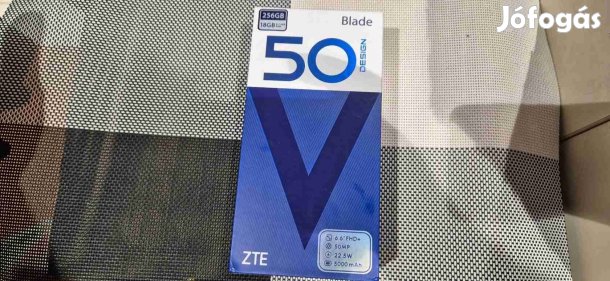 Jófogás
256GB
18GB
Blade
50
DESIGN
V
ZTE
6.6" FHD+
50MP
22.5W
5000mAh